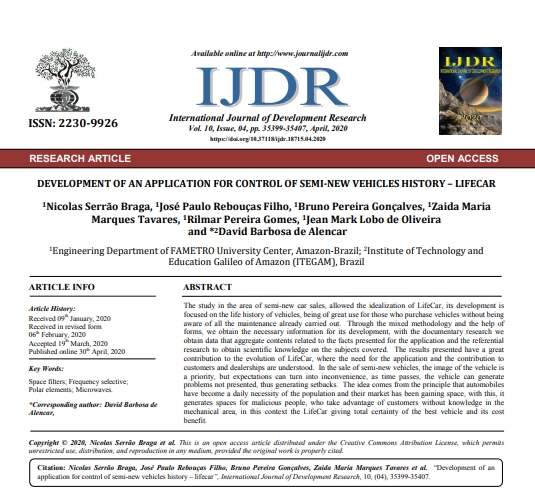 Available online at http://www.journalijdr.com
IJDR
ISSN: 2230-9926
International Journal of Development Research
Vol. 10, Issue, 04, pp. 35399-35407, April, 2020
https://doi.org/10.37118/ijdr.18715.04.2020
IJDR
INTERNATIONAL JOURNAL OF DEVELOPMENT RESEARCH
RESEARCH ARTICLE OPEN ACCESS
DEVELOPMENT OF AN APPLICATION FOR CONTROL OF SEMI-NEW VEHICLES HISTORY – LIFECAR
¹Nicolas Serrão Braga, ¹José Paulo Rebouças Filho, ¹Bruno Pereira Gonçalves, ¹Zaida Maria
Marques Tavares, ¹Rilmar Pereira Gomes, ¹Jean Mark Lobo de Oliveira
and *²David Barbosa de Alencar
¹Engineering Department of FAMETRO University Center, Amazon-Brazil; ²Institute of Technology and
Education Galileo of Amazon (ITEGAM), Brazil
ARTICLE INFO
Article History:
Received 09th January, 2020
Received in revised form
06th February, 2020
Accepted 19th March, 2020
Published online 30th April, 2020
Key Words:
Space filters; Frequency selective;
Polar elements; Microwaves.
*Corresponding author: David Barbosa de
Alencar,
ABSTRACT
The study in the area of semi-new car sales, allowed the idealization of LifeCar, its development is
focused on the life history of vehicles, being of great use for those who purchase vehicles without being
aware of all the maintenance already carried out. Through the mixed methodology and the help of
forms, we obtain the necessary information for its development, with the documentary research we
obtain data that aggregate contents related to the facts presented for the application and the referential
research to obtain scientific knowledge on the subjects covered. The results presented have a great
contribution to the evolution of LifeCar, where the need for the application and the contribution to
customers and dealerships are understood. In the sale of semi-new vehicles, the image of the vehicle is
a priority, but expectations can turn into inconvenience, as time passes, the vehicle can generate
problems not presented, thus generating setbacks. The idea comes from the principle that automobiles
have become a daily necessity of the population and their market has been gaining space, with this, it
generates spaces for malicious people, who take advantage of customers without knowledge in the
mechanical area, in this context the LifeCar giving total certainty of the best vehicle and its cost
benefit.
Copyright © 2020, Nicolas Serrão Braga et al. This is an open access article distributed under the Creative Commons Attribution License, which permits
unrestricted use, distribution, and reproduction in any medium, provided the original work is properly cited.
Citation: Nicolas Serrão Braga, José Paulo Rebouças Filho, Bruno Pereira Gonçalves, Zaida Maria Marques Tavares et al. “Development of an
application for control of semi-new vehicles history – lifecar”, International Journal of Development Research, 10, (04), 35399-35407.